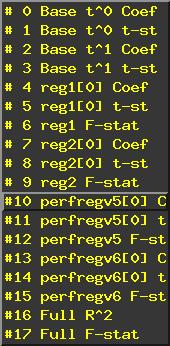 # 0 Base t^0 Coef
# 1 Base t^0 t-st
# 2 Base t^1 Coef
# 3 Base t^1 t-st
# 4 reg1[0] Coef
# 5 reg1[0] t-st
# 6 reg1 F-stat
# 7 reg2[0] Coef
# 8 reg2[0] t-st
# 9 reg2 F-stat
#10 perfregv5[0] C
#11 perfregv5[0] t
#12 perfregv5 F-st
#13 perfregv6[0] C
#14 perfregv6[0] t
#15 perfregv6 F-st
#16 Full R^2
#17 Full F-stat